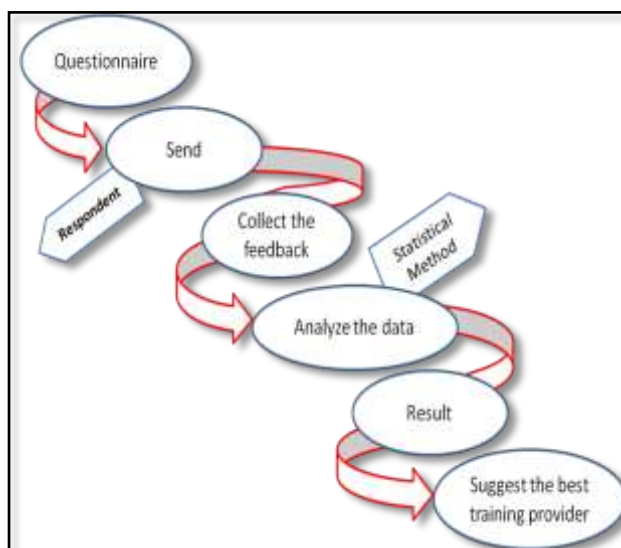 Questionnaire
Send
Respondent
Collect the
feedback
Statistical
Method
Analyze the data
Result
Suggest the best
training provider